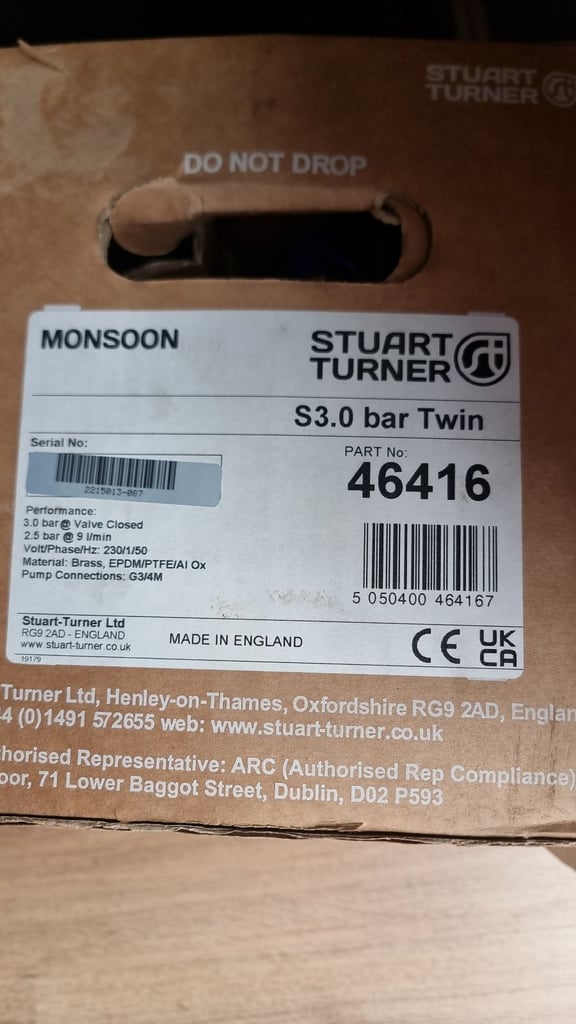 STUART
TURNER
DO NOT DROP
MONSOON
STUART
TURNER
S3.0 bar Twin
Serial No:
2215013-087
PART No:
46416
Performance:
3.0 bar @ Valve Closed
2.5 bar @ 9 l/min
Volt/Phase/Hz: 230/1/50
Material: Brass, EPDM/PTFE/Al Ox
Pump Connections: G3/4M
5 050400 464167
Stuart-Turner Ltd
RG9 2AD - ENGLAND
www.stuart-turner.co.uk
MADE IN ENGLAND
CE UK
CA
19179
Turner Ltd, Henley-on-Thames, Oxfordshire RG9 2AD, Englan
4 (0)1491 572655 web: www.stuart-turner.co.uk
horised Representative: ARC (Authorised Rep Compliance)
oor, 71 Lower Baggot Street, Dublin, D02 P593